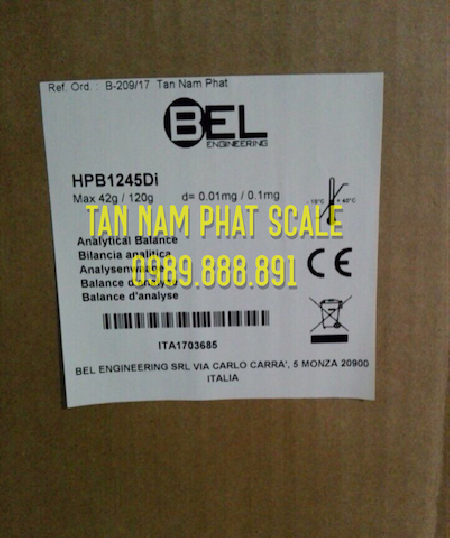 Ref. Ord. : B-209/17 Tan Nam Phat
BEL
ENGINEERING
HPB1245Di
Max 42g / 120g d= 0.01mg / 0.1mg
TAN NAM PHAT SCALE
0989.888.891
Analytical Balance
Bilancia analitica
Balance d'analyse
CE
ITA1703685
BEL ENGINEERING SRL VIA CARLO CARRA', 5 MONZA 20900
ITALIA